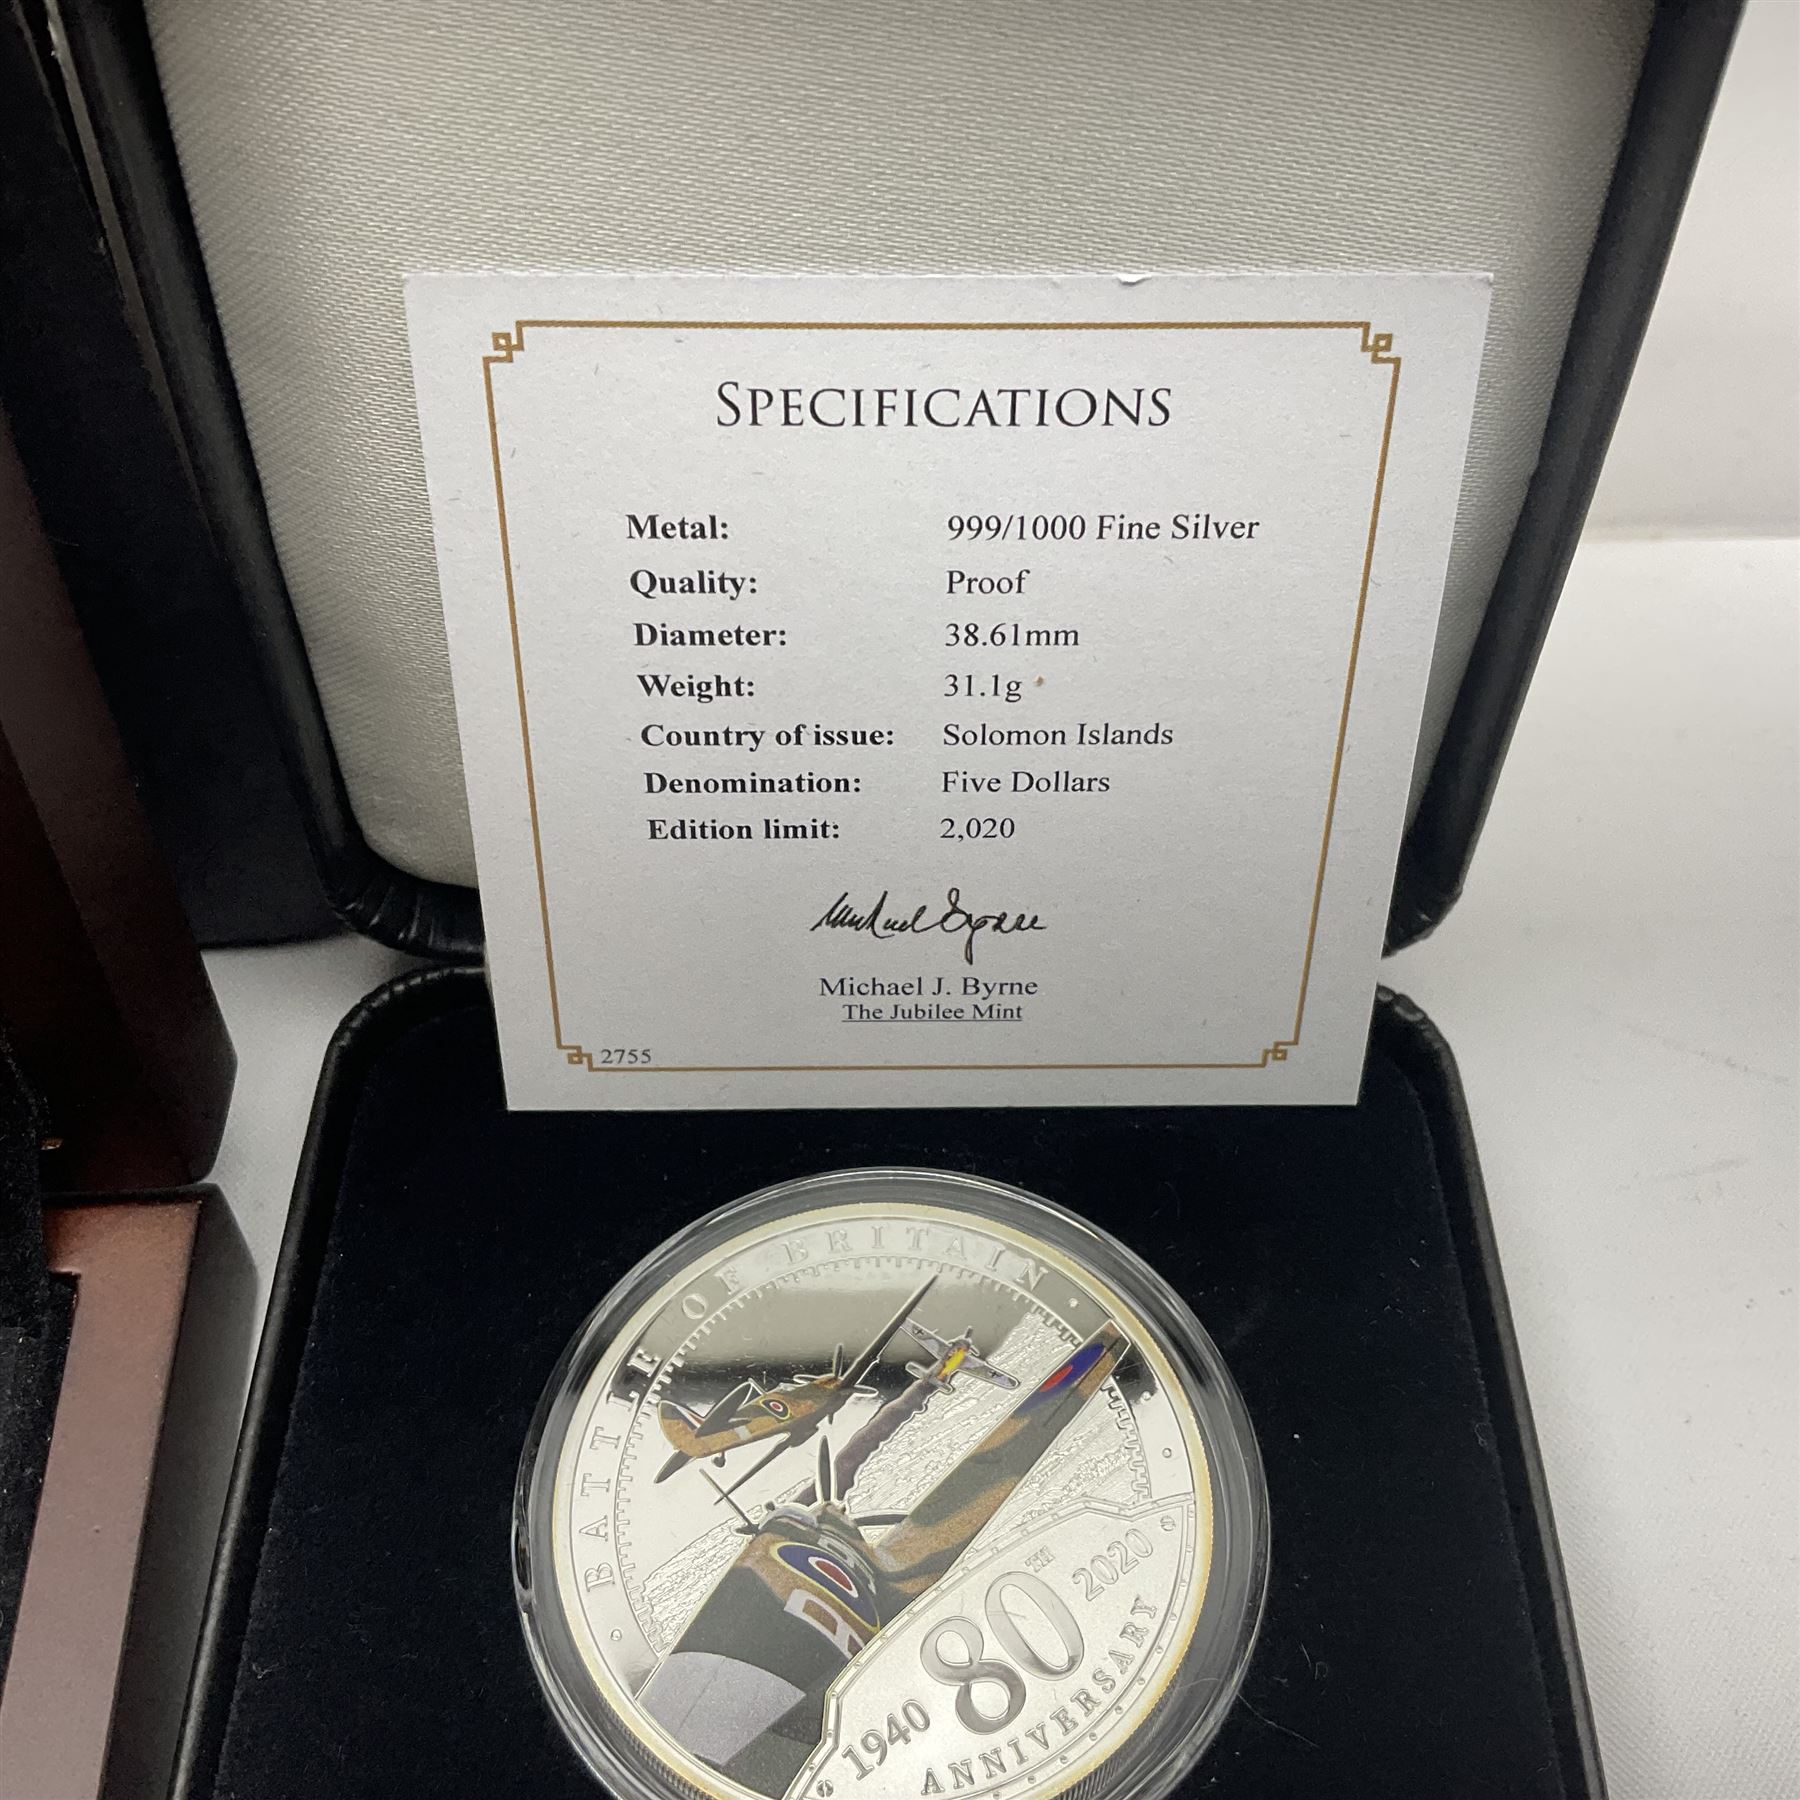 SPECIFICATIONS
Metal: 999/1000 Fine Silver
Quality: Proof
Diameter: 38.61mm
Weight: 31.1g
Country of issue: Solomon Islands
Denomination: Five Dollars
Edition limit: 2,020
Michael Byrne
Michael J. Byrne
The Jubilee Mint
2755
BATTLE OF BRITAIN
80TH
1940 2020
ANNIVERSARY